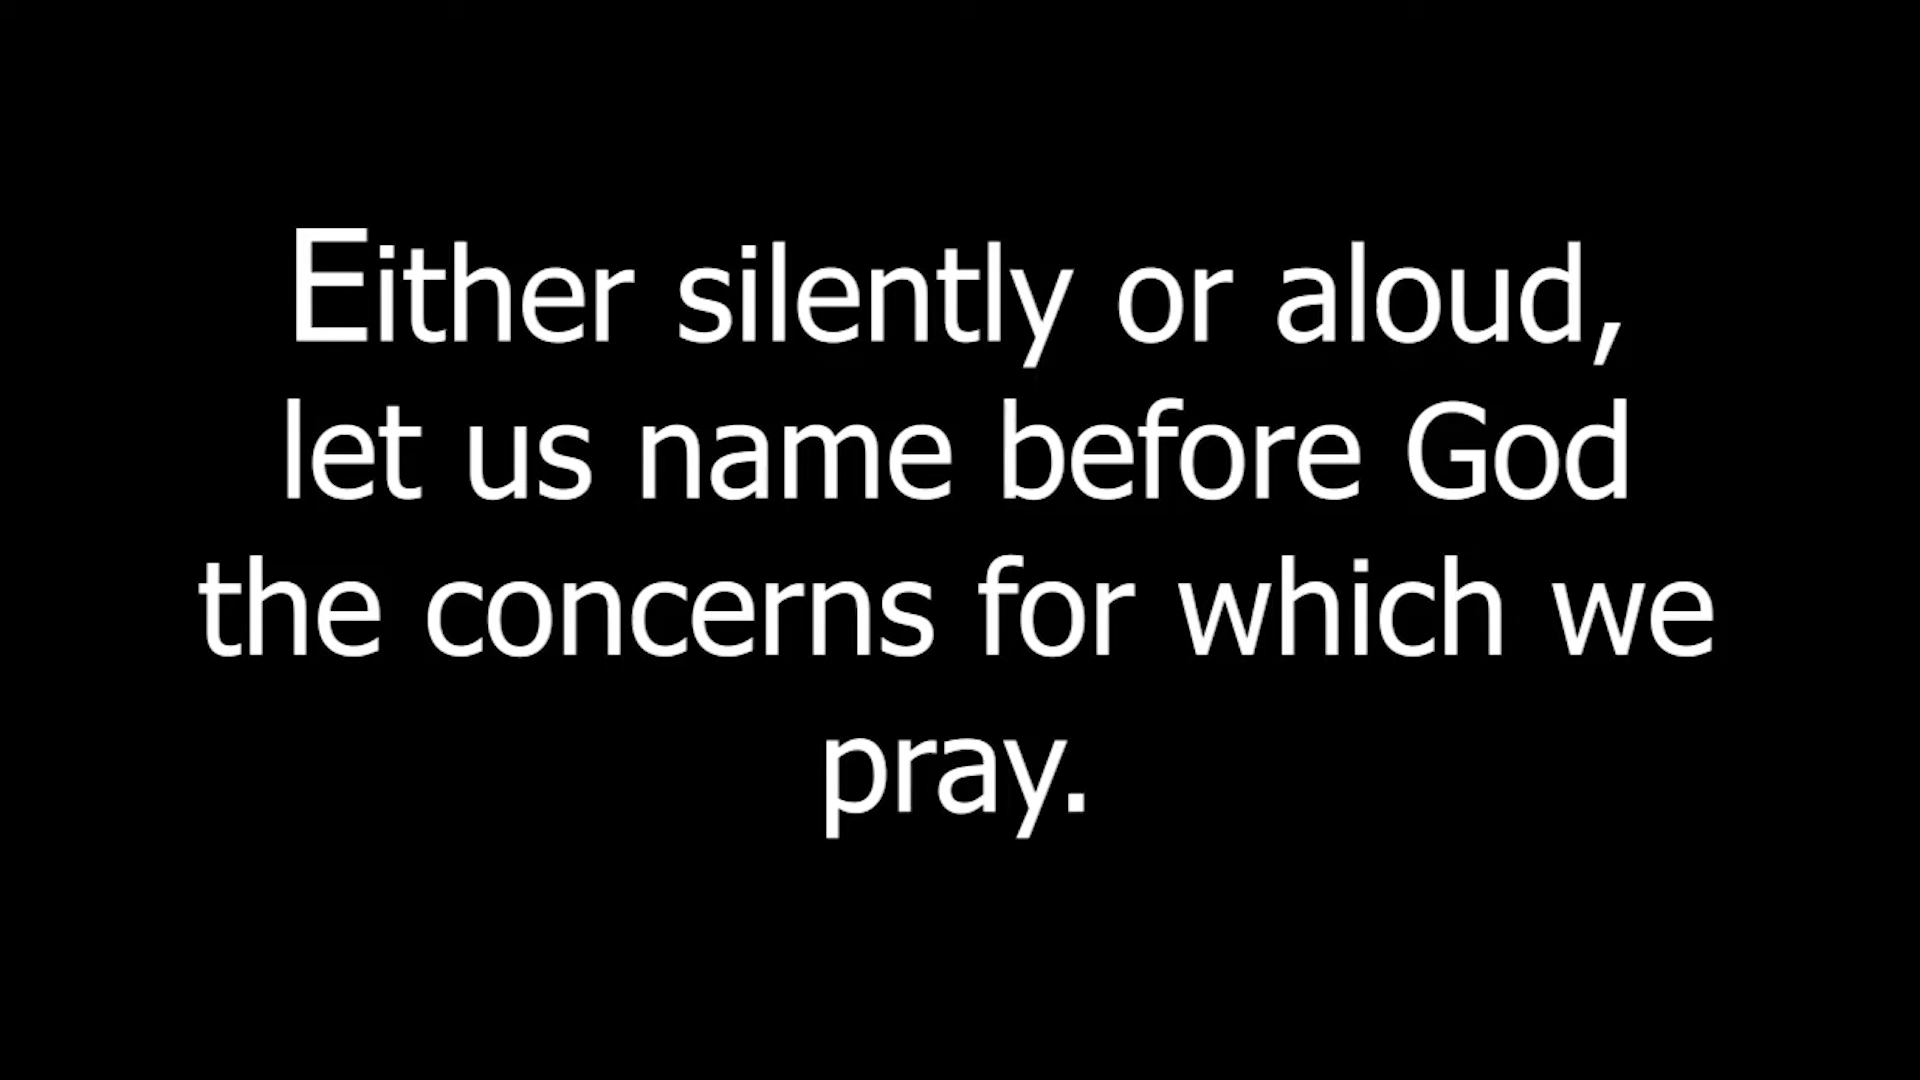 Either silently or aloud,
let us name before God
the concerns for which we
pray.